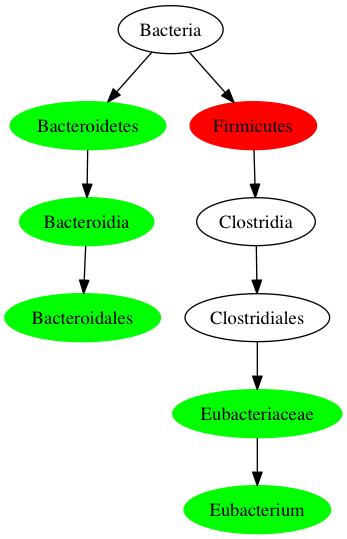 Bacteria
Bacteroidetes
Firmicutes
Bacteroidia
Clostridia
Bacteroidales
Clostridiales
Eubacteriaceae
Eubacterium